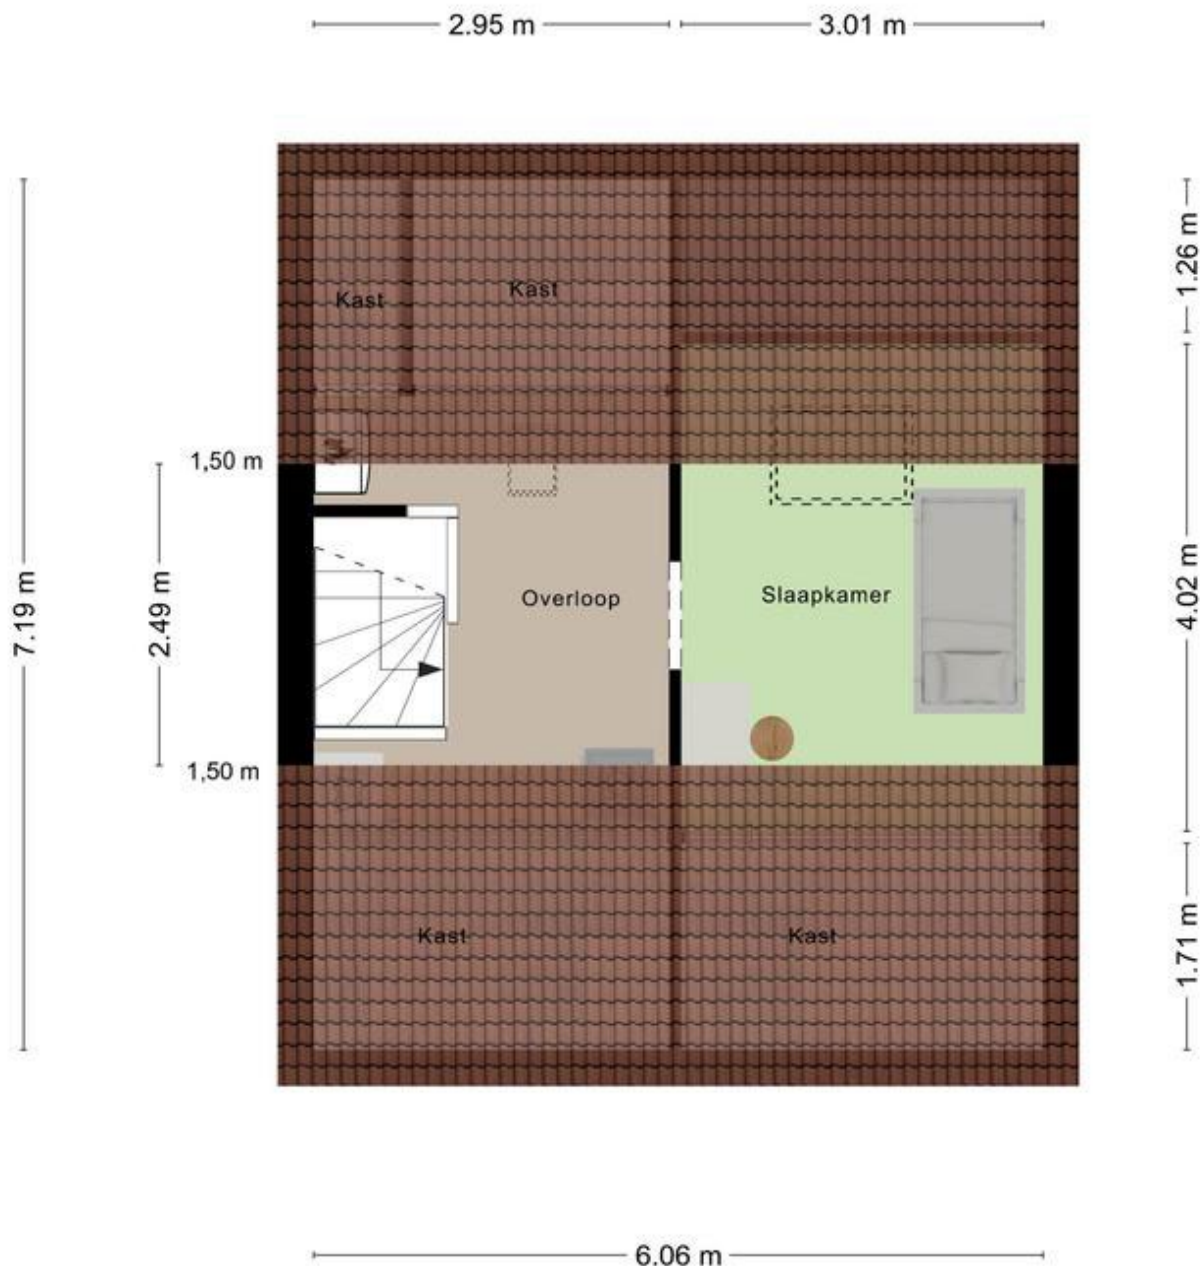 2.95 m
3.01 m
1.26 m
Kast
Kast
1,50 m
7.19 m
2.49 m
Overloop
Slaapkamer
4.02 m
1,50 m
Kast
Kast
1.71 m
6.06 m